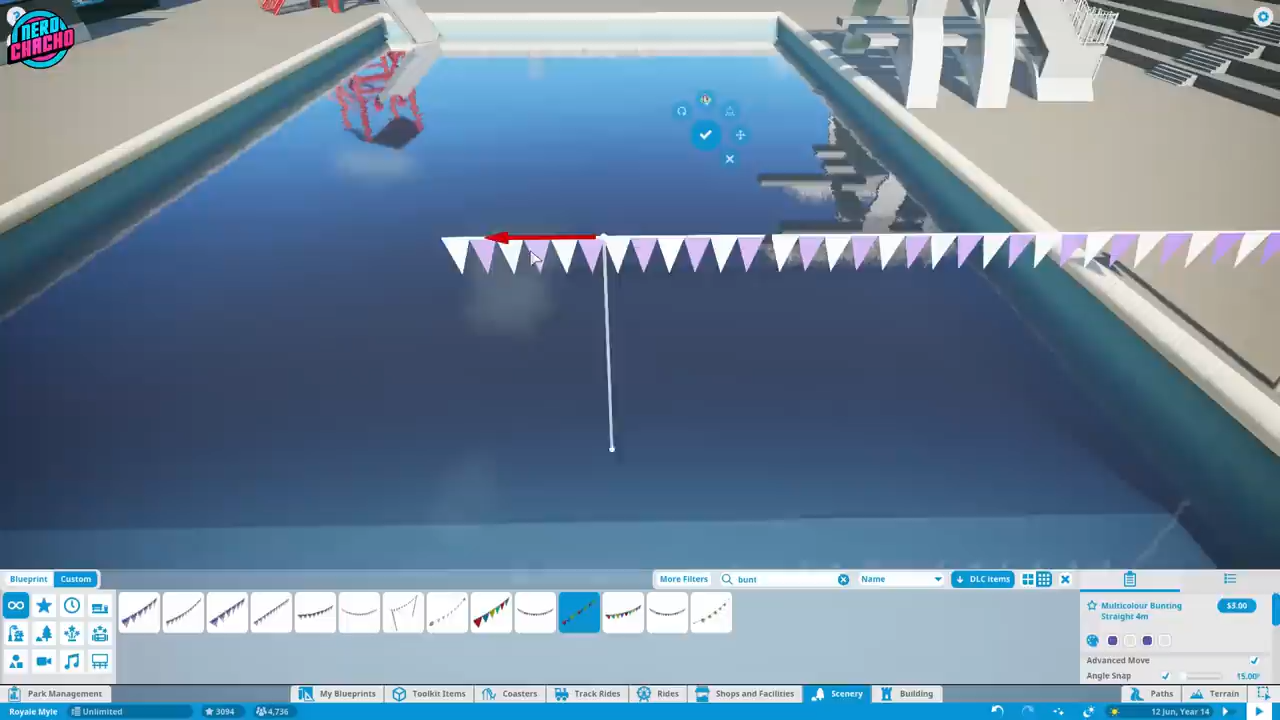 ?
NERD
CHACHO
Blueprint
Custom
More Filters
bunt
Name
DLC items
Multicolour Bunting
Straight 4m
$3.00
Advanced Move
Angle Snap
15.00°
Park Management
My Blueprints
Toolkit Items
Coasters
Track Rides
Rides
Shops and Facilities
Scenery
Building
Paths
Terrain
Royale Myle
Unlimited
3094
4,736
12 Jun, Year 14